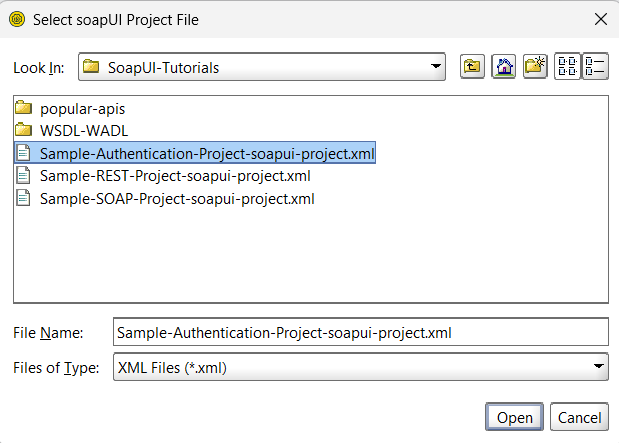 Select soapUI Project File
Look In: SoapUI-Tutorials
popular-apis
WSDL-WADL
Sample-Authentication-Project-soapui-project.xml
Sample-REST-Project-soapui-project.xml
Sample-SOAP-Project-soapui-project.xml
File Name: Sample-Authentication-Project-soapui-project.xml
Files of Type: XML Files (*.xml)
Open Cancel